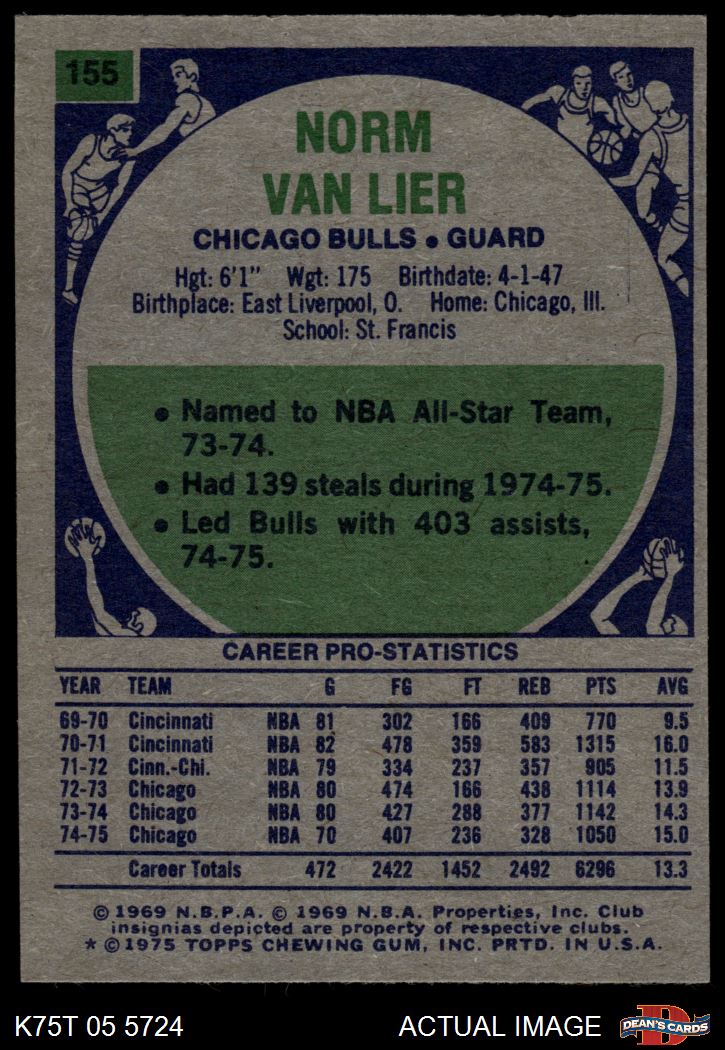 155
NORM
VAN LIER
CHICAGO BULLS • GUARD
Hgt: 6'1" Wgt: 175 Birthdate: 4-1-47
Birthplace: East Liverpool, O. Home: Chicago, Ill.
School: St. Francis
• Named to NBA All-Star Team,
73-74.
• Had 139 steals during 1974-75.
• Led Bulls with 403 assists,
74-75.
CAREER PRO-STATISTICS
YEAR TEAM G FG FT REB PTS AVG
69-70 Cincinnati NBA 81 302 166 409 770 9.5
70-71 Cincinnati NBA 82 478 359 583 1315 16.0
71-72 Cinn.-Chi. NBA 79 334 237 357 905 11.5
72-73 Chicago NBA 80 474 166 438 1114 13.9
73-74 Chicago NBA 80 427 288 377 1142 14.3
74-75 Chicago NBA 70 407 236 328 1050 15.0
Career Totals 472 2422 1452 2492 6296 13.3
© 1969 N.B.P.A. © 1969 N.B.A. Properties, Inc. Club
insignias depicted are property of respective clubs.
* © 1975 TOPPS CHEWING GUM, INC. PRTD. IN U.S.A.
K75T 05 5724 ACTUAL IMAGE D DEAN'S CARDS